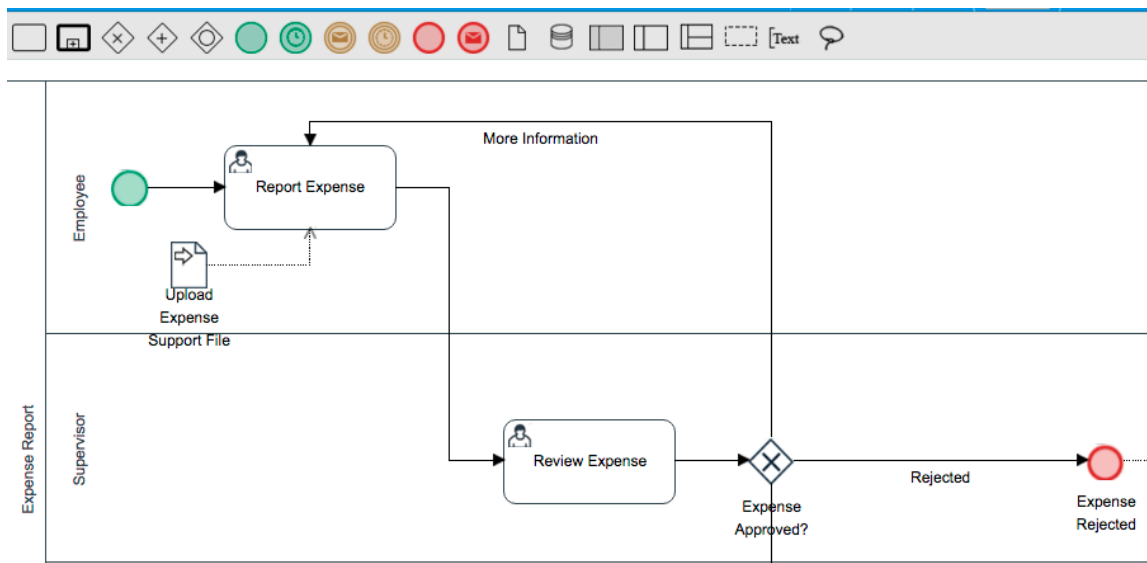 [Text
More Information
Employee
Report Expense
Upload
Expense
Support File
Expense Report
Supervisor
Review Expense
Expense
Approved?
Rejected
Expense
Rejected